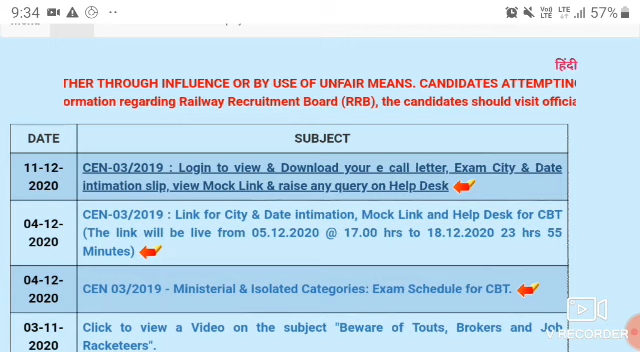 9:34
Vo)) LTE LTE 57%
हिंदी
THER THROUGH INFLUENCE OR BY USE OF UNFAIR MEANS. CANDIDATES ATTEMPTIN
ormation regarding Railway Recruitment Board (RRB), the candidates should visit officia
DATE SUBJECT
11-12-2020 CEN-03/2019 : Login to view & Download your e call letter, Exam City & Date
intimation slip, view Mock Link & raise any query on Help Desk
04-12-2020 CEN-03/2019 : Link for City & Date intimation, Mock Link and Help Desk for CBT
(The link will be live from 05.12.2020 @ 17.00 hrs to 18.12.2020 23 hrs 55
Minutes)
04-12-2020 CEN 03/2019 - Ministerial & Isolated Categories: Exam Schedule for CBT.
03-11-2020 Click to view a Video on the subject "Beware of Touts, Brokers and Job
Racketeers".
V RECORDER